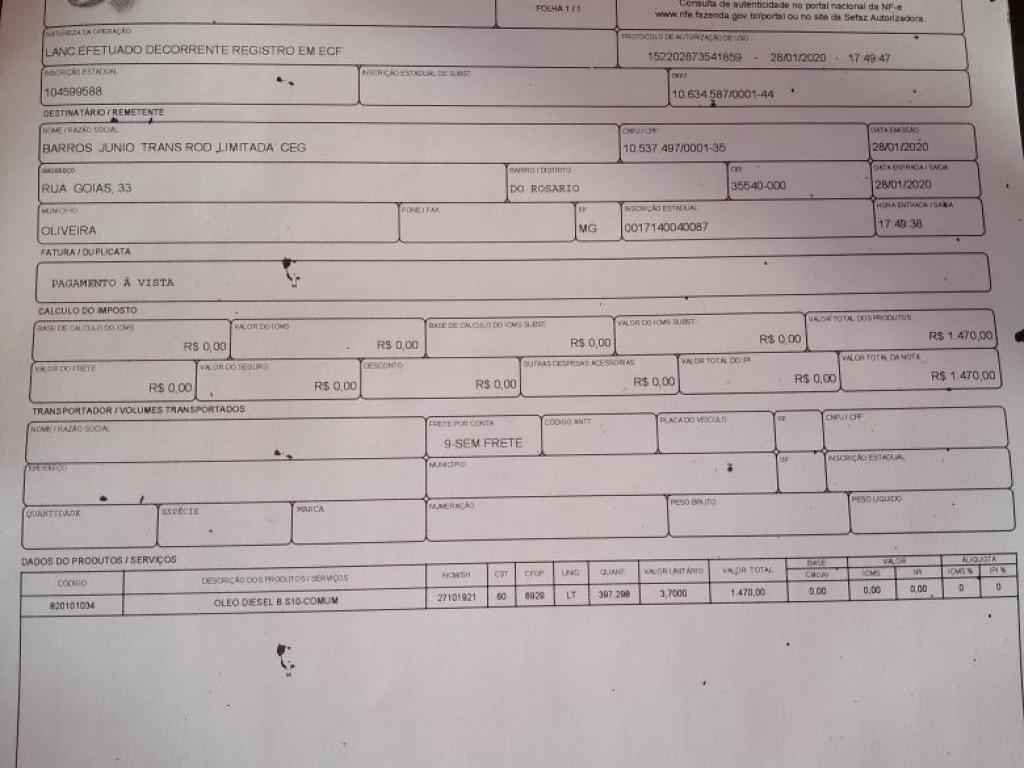 FOLHA 1 / 1
Consulta de autenticidade no portal nacional da NF-e
www.nfe.fazenda.gov.br/portal ou no site da Sefaz Autorizadora
NATUREZA DA OPERAÇÃO
PROTOCOLO DE AUTORIZAÇÃO DE USO
LANC.EFETUADO DECORRENTE REGISTRO EM ECF
152202873541859 - 28/01/2020 - 17:49:47
INSCRIÇÃO ESTADUAL
INSCRIÇÃO ESTADUAL DE SUBST
CNPJ
104599588
10.634.587/0001-44
DESTINATÁRIO / REMETENTE
NOME / RAZÃO SOCIAL
CNPJ / CPF
DATA EMISSÃO
BARROS JUNIO TRANS ROD ,LIMITADA CEG
10.537.497/0001-35
28/01/2020
ENDEREÇO
BAIRRO / DISTRITO
CEP
DATA ENTRADA / SAÍDA
RUA GOIAS, 33
DO ROSARIO
35540-000
28/01/2020
MUNICÍPIO
FONE / FAX
UF
INSCRIÇÃO ESTADUAL
HORA ENTRADA / SAÍDA
OLIVEIRA
MG
0017140040087
17:49:38
FATURA / DUPLICATA
PAGAMENTO À VISTA
CALCULO DO IMPOSTO
BASE DE CÁLCULO DO ICMS
VALOR DO ICMS
BASE DE CÁLCULO DO ICMS SUBST
VALOR DO ICMS SUBST.
VALOR TOTAL DOS PRODUTOS
R$ 0,00
R$ 0,00
R$ 0,00
R$ 0,00
R$ 1.470,00
VALOR DO FRETE
VALOR DO SEGURO
DESCONTO
OUTRAS DESPESAS ACESSORIAS
VALOR TOTAL DO IPI
VALOR TOTAL DA NOTA
R$ 0,00
R$ 0,00
R$ 0,00
R$ 0,00
R$ 0,00
R$ 1.470,00
TRANSPORTADOR / VOLUMES TRANSPORTADOS
NOME / RAZÃO SOCIAL
FRETE POR CONTA
CÓDIGO ANTT
PLACA DO VEICULO
UF
CNPJ / CPF
9-SEM FRETE
ENDEREÇO
MUNICÍPIO
UF
INSCRIÇÃO ESTADUAL
QUANTIDADE
ESPÉCIE
MARCA
NUMERAÇÃO
PESO BRUTO
PESO LIQUIDO
DADOS DO PRODUTOS / SERVIÇOS
CODIGO
DESCRIÇÃO DOS PRODUTOS / SERVIÇOS
NCM/SH
CST
CFOP
UNID
QUANT.
VALOR UNITÁRIO
VALOR TOTAL
BASE
Cálculo
VALOR
ICMS
IPI
ALIQUOTA
ICMS %
IPI %
820101034
OLEO DIESEL B S10-COMUM
27101921
60
6929
LT
397,298
3,7000
1.470,00
0,00
0,00
0,00
0
0